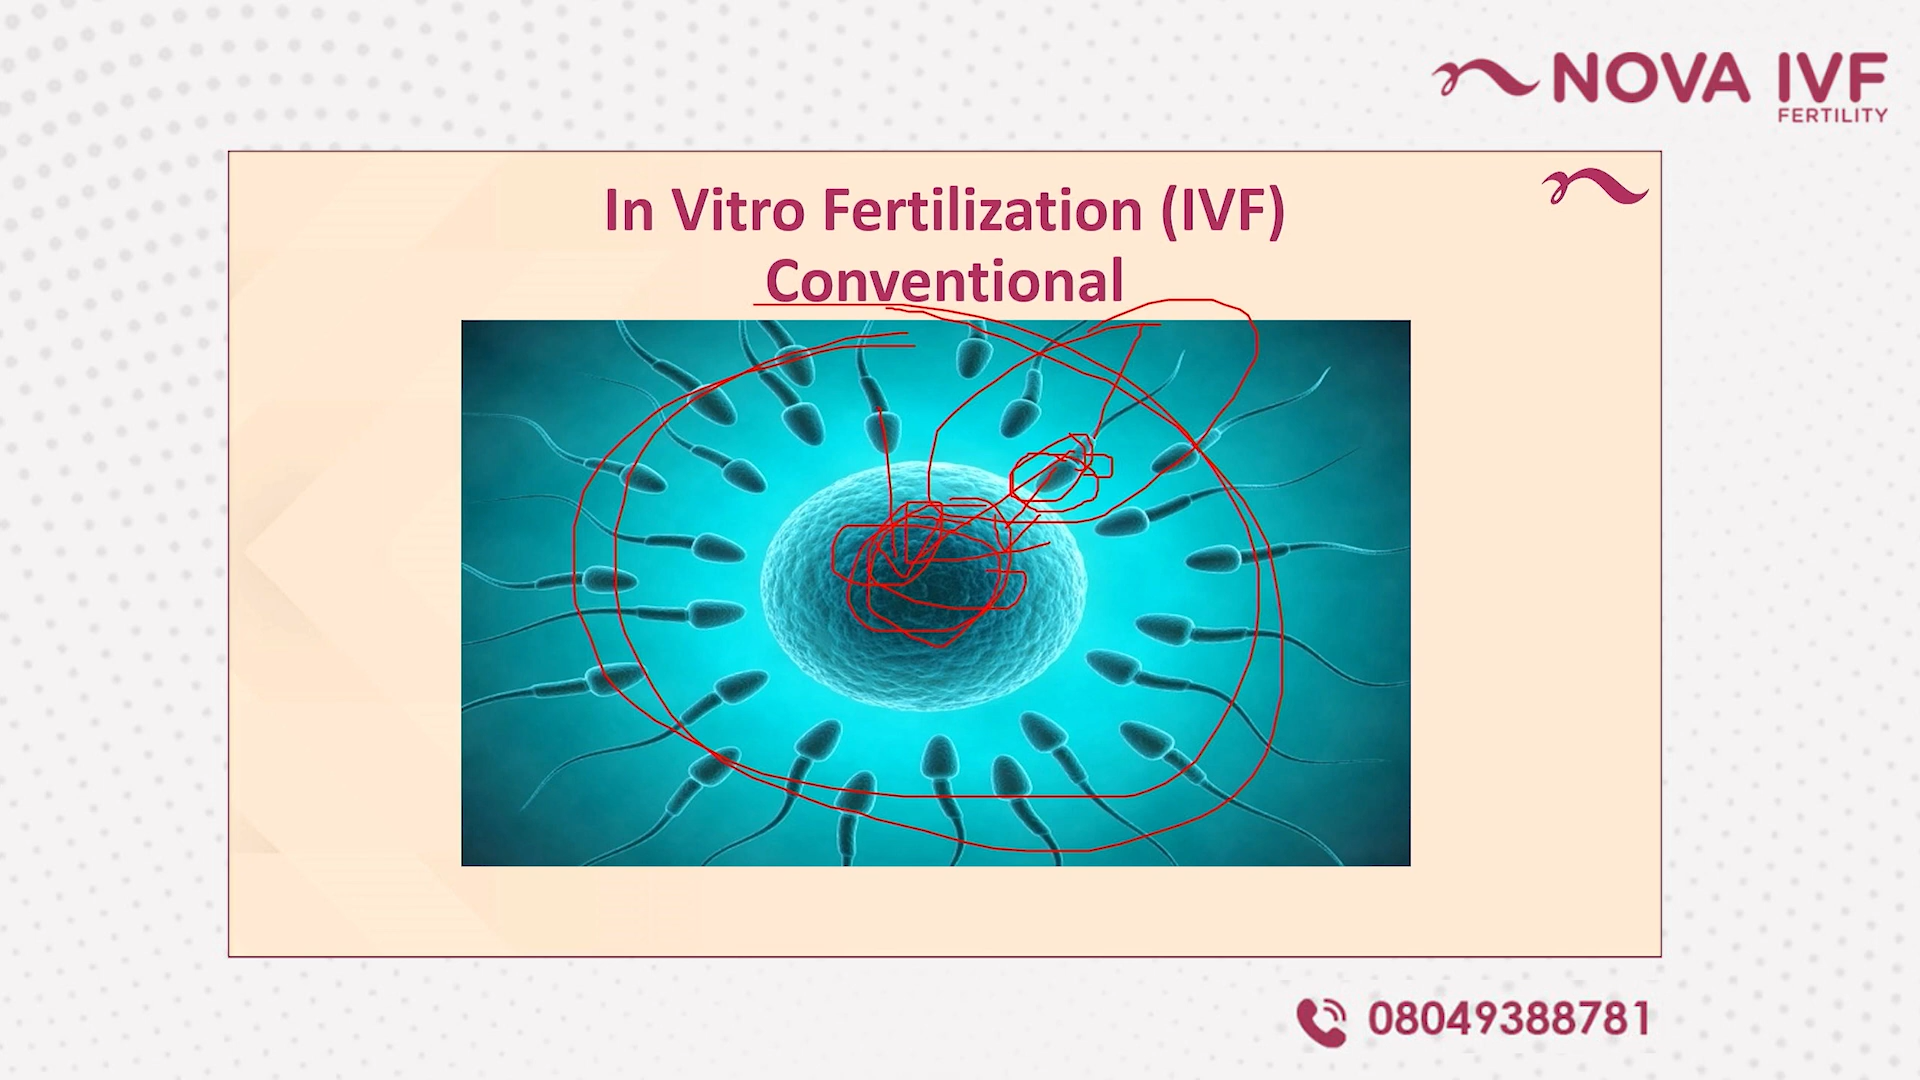 NOVA IVF
FERTILITY
In Vitro Fertilization (IVF)
Conventional
08049388781